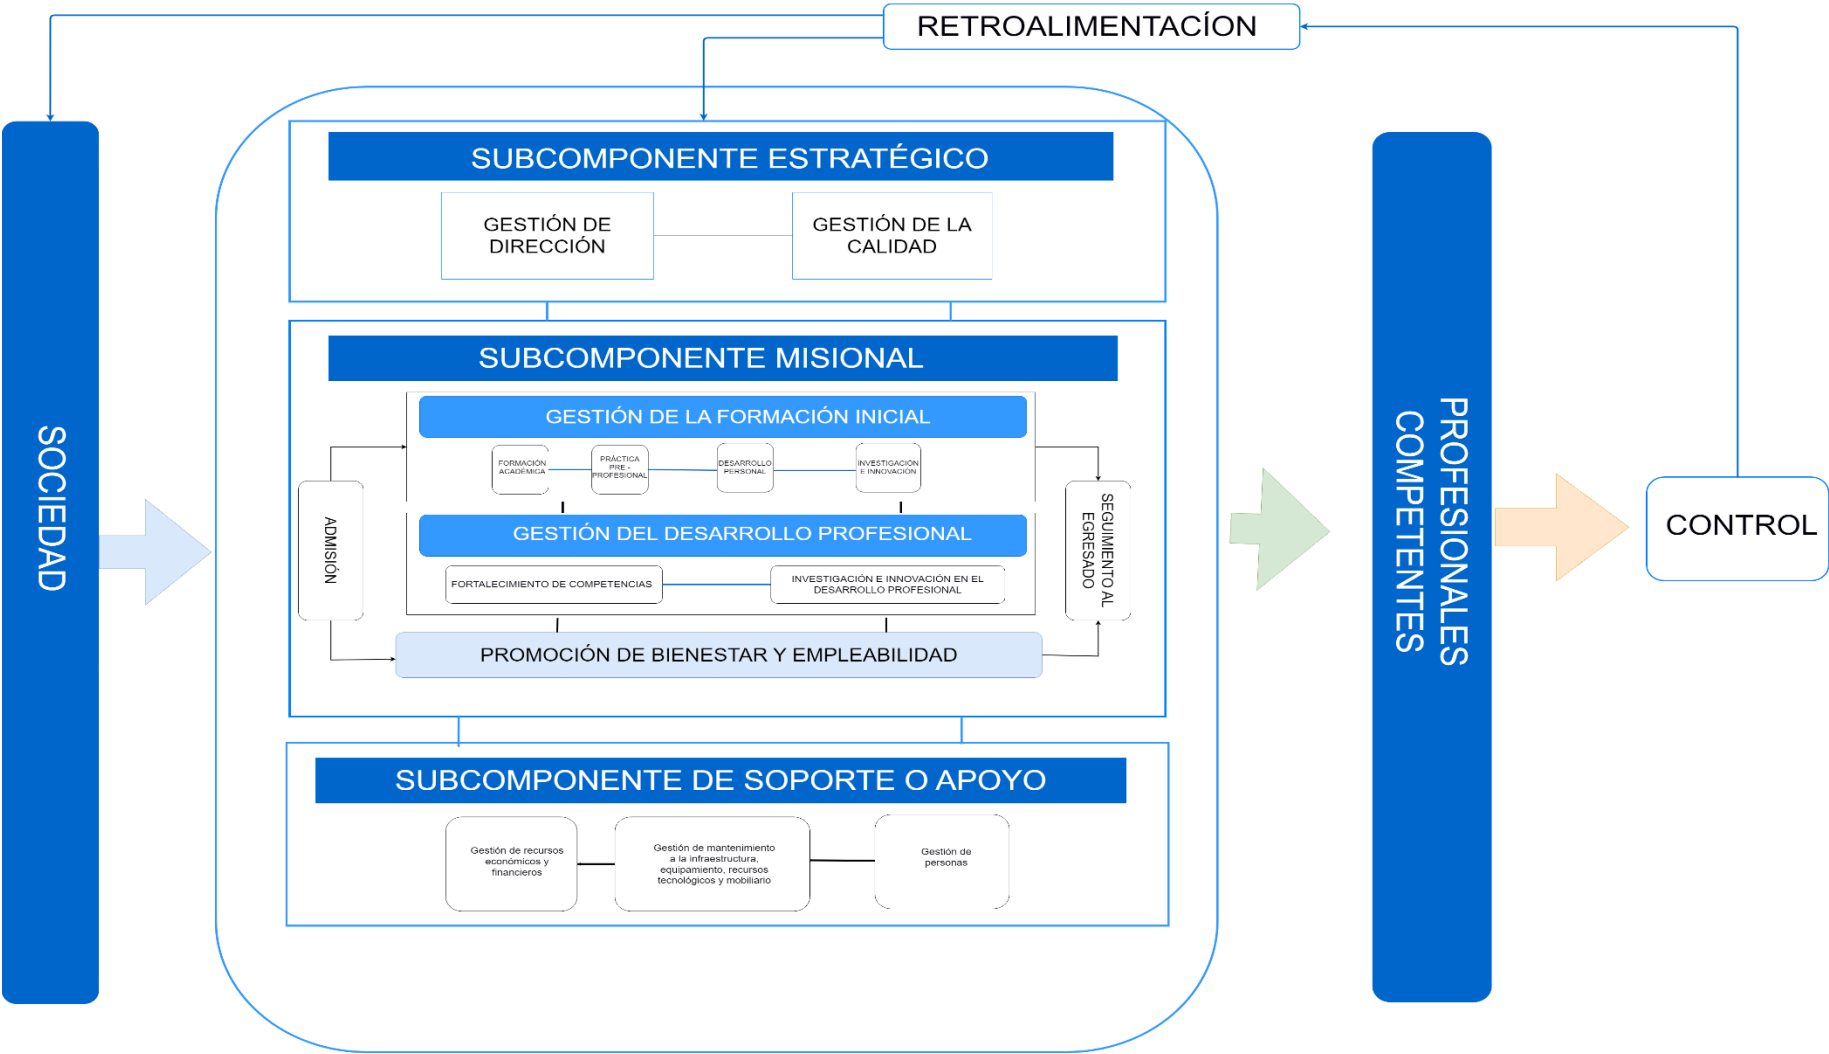 RETROALIMENTACÍON
SOCIEDAD
SUBCOMPONENTE ESTRATÉGICO
GESTIÓN DE
DIRECCIÓN
GESTIÓN DE LA
CALIDAD
SUBCOMPONENTE MISIONAL
ADMISIÓN
GESTIÓN DE LA FORMACIÓN INICIAL
FORMACIÓN
ACADÉMICA
PRÁCTICA
PRE -
PROFESIONAL
DESARROLLO
PERSONAL
INVESTIGACIÓN
E INNOVACIÓN
GESTIÓN DEL DESARROLLO PROFESIONAL
FORTALECIMIENTO DE COMPETENCIAS
INVESTIGACIÓN E INNOVACIÓN EN EL
DESARROLLO PROFESIONAL
PROMOCIÓN DE BIENESTAR Y EMPLEABILIDAD
SEGUIMIENTO AL
EGRESADO
SUBCOMPONENTE DE SOPORTE O APOYO
Gestión de recursos
económicos y
financieros
Gestión de mantenimiento
a la infraestructura,
equipamiento, recursos
tecnológicos y mobiliario
Gestión de
personas
PROFESIONALES
COMPETENTES
CONTROL